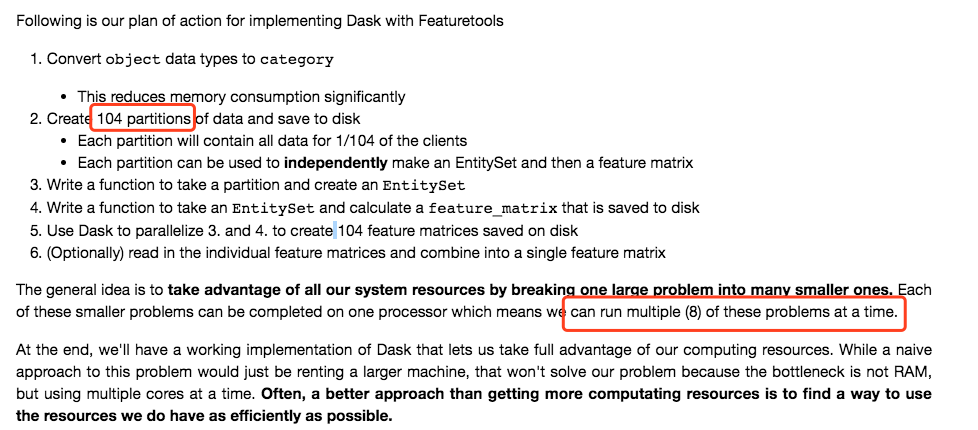 Following is our plan of action for implementing Dask with Featuretools
1. Convert object data types to category
• This reduces memory consumption significantly
2. Create 104 partitions of data and save to disk
• Each partition will contain all data for 1/104 of the clients
• Each partition can be used to independently make an EntitySet and then a feature matrix
3. Write a function to take a partition and create an EntitySet
4. Write a function to take an EntitySet and calculate a feature_matrix that is saved to disk
5. Use Dask to parallelize 3. and 4. to create 104 feature matrices saved on disk
6. (Optionally) read in the individual feature matrices and combine into a single feature matrix
The general idea is to take advantage of all our system resources by breaking one large problem into many smaller ones. Each
of these smaller problems can be completed on one processor which means we can run multiple (8) of these problems at a time.
At the end, we'll have a working implementation of Dask that lets us take full advantage of our computing resources. While a naive
approach to this problem would just be renting a larger machine, that won't solve our problem because the bottleneck is not RAM,
but using multiple cores at a time. Often, a better approach than getting more computating resources is to find a way to use
the resources we do have as efficiently as possible.